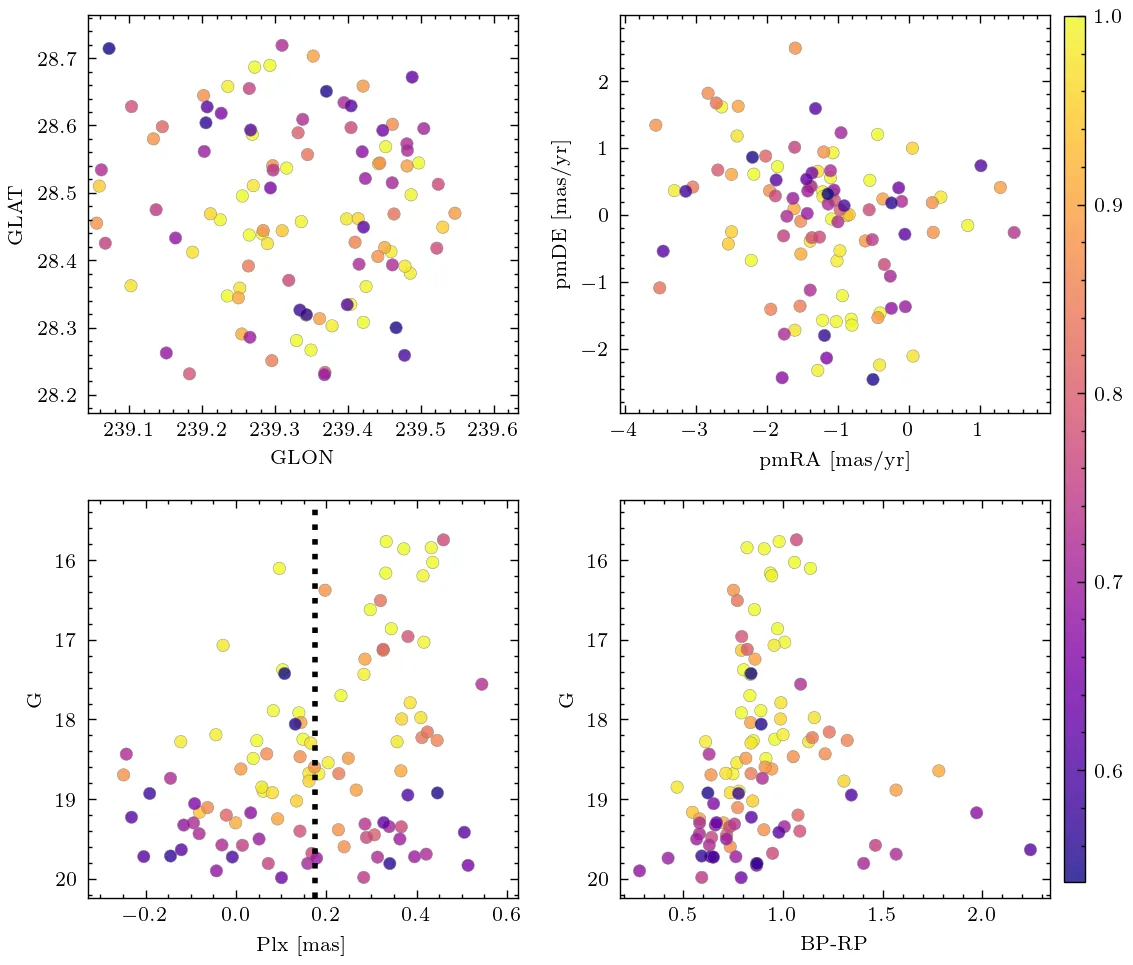 28.7
28.6
28.5
28.4
28.3
28.2
GLAT
239.1 239.2 239.3 239.4 239.5 239.6
GLON
2
1
0
−1
−2
pmDE [mas/yr]
−4 −3 −2 −1 0 1
pmRA [mas/yr]
1.0
0.9
0.8
0.7
0.6
16
17
18
19
20
G
−0.2 0.0 0.2 0.4 0.6
Plx [mas]
16
17
18
19
20
G
0.5 1.0 1.5 2.0
BP-RP